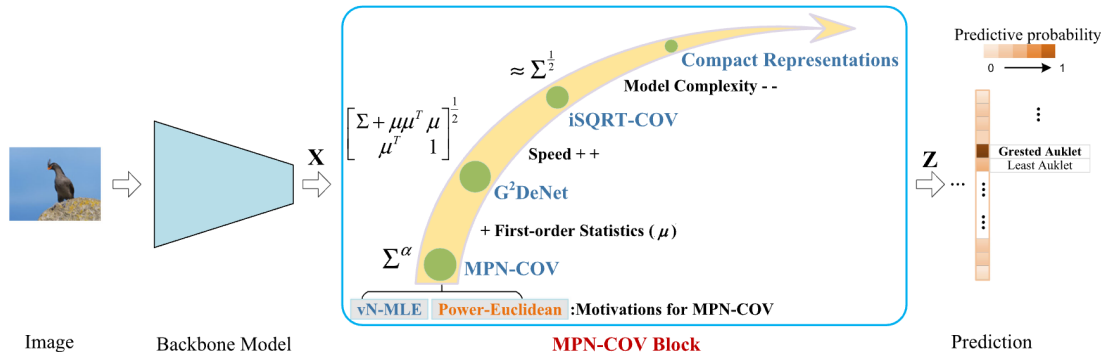 Predictive probability
0 1
≈ Σ^{1/2}
Compact Representations
Model Complexity - -
iSQRT-COV
[Σ + μμ^T μ
μ^T 1]^{1/2}
Speed + +
G²DeNet
X
Z
...
Grested Auklet
Least Auklet
+ First-order Statistics ( μ )
Σ^α
MPN-COV
vN-MLE Power-Euclidean :Motivations for MPN-COV
Image
Backbone Model
MPN-COV Block
Prediction